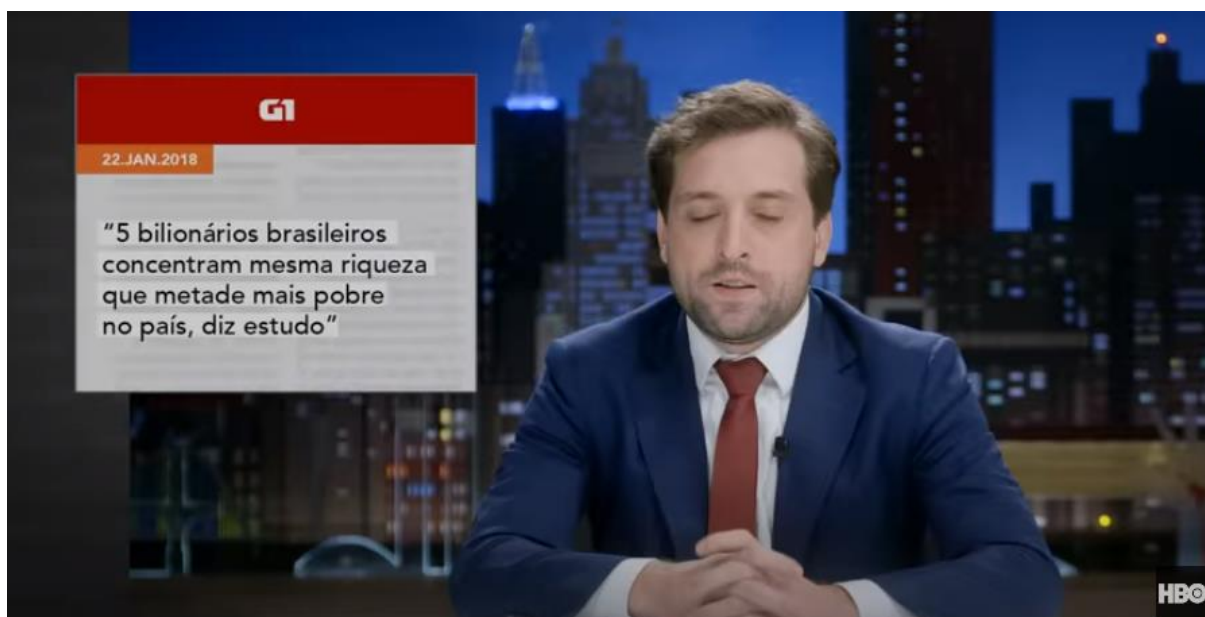 G1
22.JAN.2018
“5 bilionários brasileiros
concentram mesma riqueza
que metade mais pobre
no país, diz estudo”
HBO